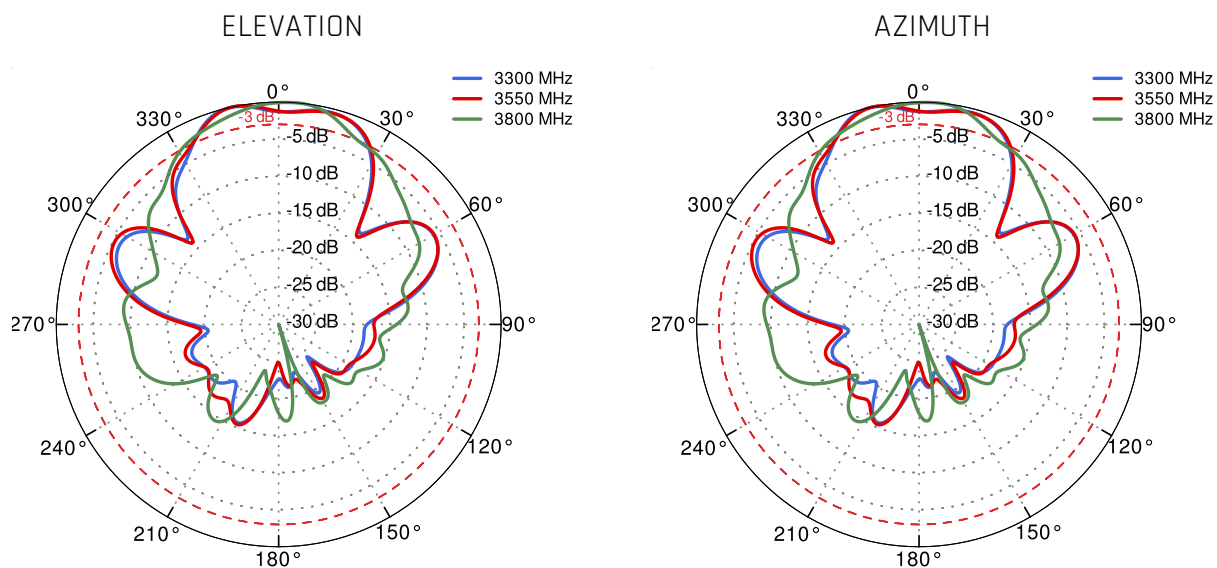 ELEVATION
3300 MHz
3550 MHz
3800 MHz
0°
330°
-3 dB
30°
-5 dB
-10 dB
300°
60°
-15 dB
-20 dB
-25 dB
270°
-30 dB
90°
240°
120°
210°
150°
180°
AZIMUTH
3300 MHz
3550 MHz
3800 MHz
0°
330°
-3 dB
30°
-5 dB
-10 dB
300°
60°
-15 dB
-20 dB
-25 dB
270°
-30 dB
90°
240°
120°
210°
150°
180°